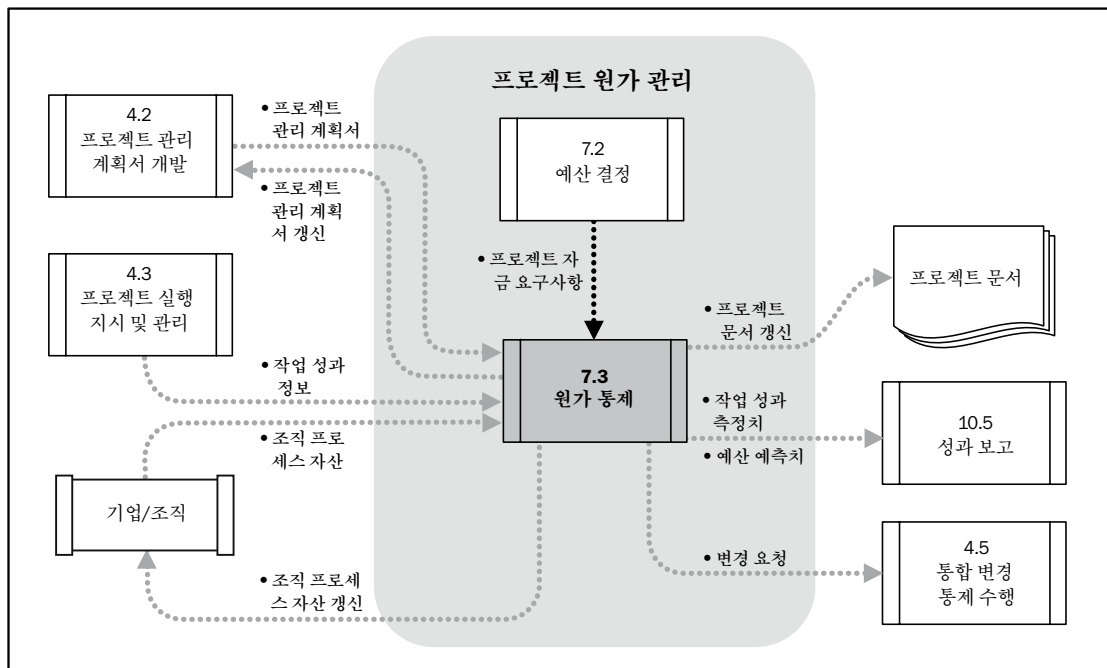 프로젝트 원가 관리
4.2
프로젝트 관리
계획서 개발
• 프로젝트
관리 계획서
• 프로젝트
관리 계획
서 갱신
7.2
예산 결정
4.3
프로젝트 실행
지시 및 관리
• 프로젝트 자
금 요구사항
프로젝트 문서
• 프로젝트
문서 갱신
• 작업 성과
정보
7.3
원가 통제
• 작업 성과
측정치
• 예산 예측치
10.5
성과 보고
• 조직 프로
세스 자산
기업/조직
• 조직 프로세
스 자산 갱신
• 변경 요청
4.5
통합 변경
통제 수행